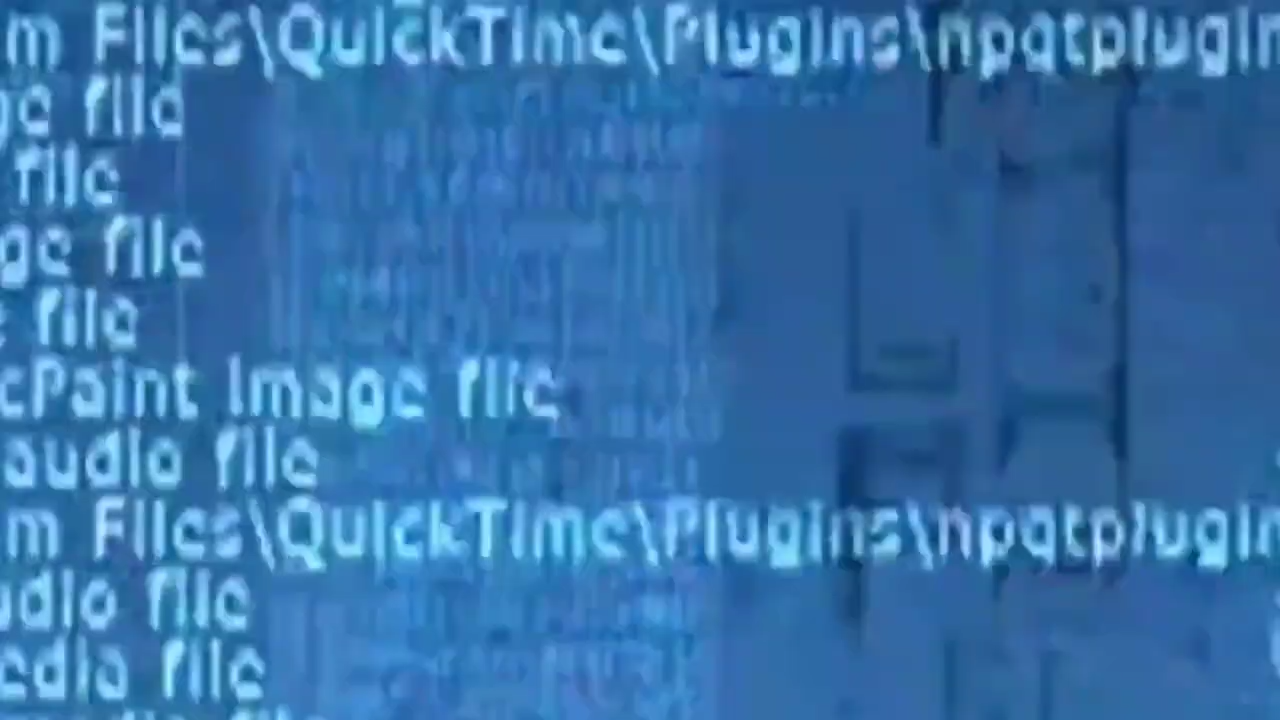 m Files\QuickTime\Plugins\npqtplugin
ge file
file
ge file
e file
cPaint Image file
audio file
m Files\QuickTime\Plugins\npqtplugin
udio file
edia file